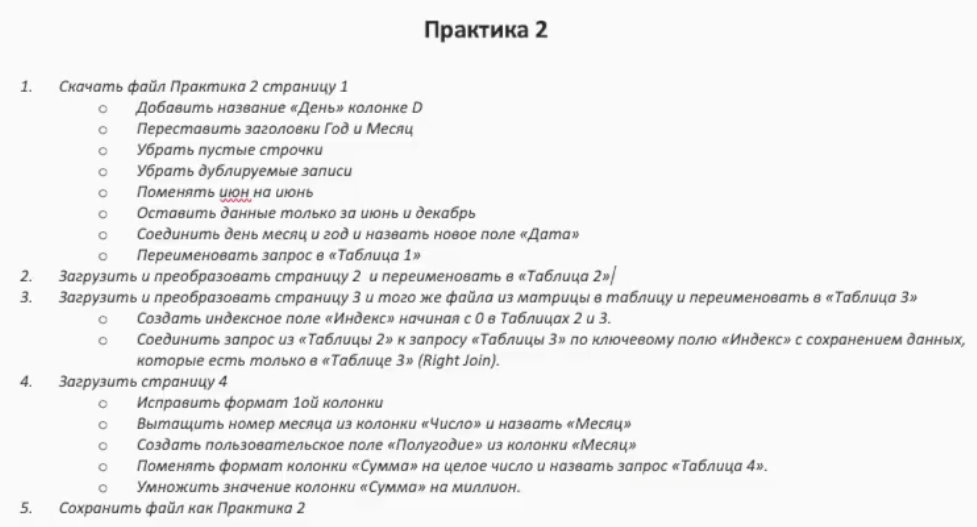 Практика 2
1. Скачать файл Практика 2 страницу 1
o Добавить название «День» колонке D
o Переставить заголовки Год и Месяц
o Убрать пустые строчки
o Убрать дублируемые записи
o Поменять июн на июнь
o Оставить данные только за июнь и декабрь
o Соединить день месяц и год и назвать новое поле «Дата»
o Переименовать запрос в «Таблица 1»
2. Загрузить и преобразовать страницу 2 и переименовать в «Таблица 2»
3. Загрузить и преобразовать страницу 3 и того же файла из матрицы в таблицу и переименовать в «Таблица 3»
o Создать индексное поле «Индекс» начиная с 0 в Таблицах 2 и 3.
o Соединить запрос из «Таблицы 2» к запросу «Таблицы 3» по ключевому полю «Индекс» с сохранением данных,
которые есть только в «Таблице 3» (Right Join).
4. Загрузить страницу 4
o Исправить формат 1ой колонки
o Вытащить номер месяца из колонки «Число» и назвать «Месяц»
o Создать пользовательское поле «Полугодие» из колонки «Месяц»
o Поменять формат колонки «Сумма» на целое число и назвать запрос «Таблица 4».
o Умножить значение колонки «Сумма» на миллион.
5. Сохранить файл как Практика 2